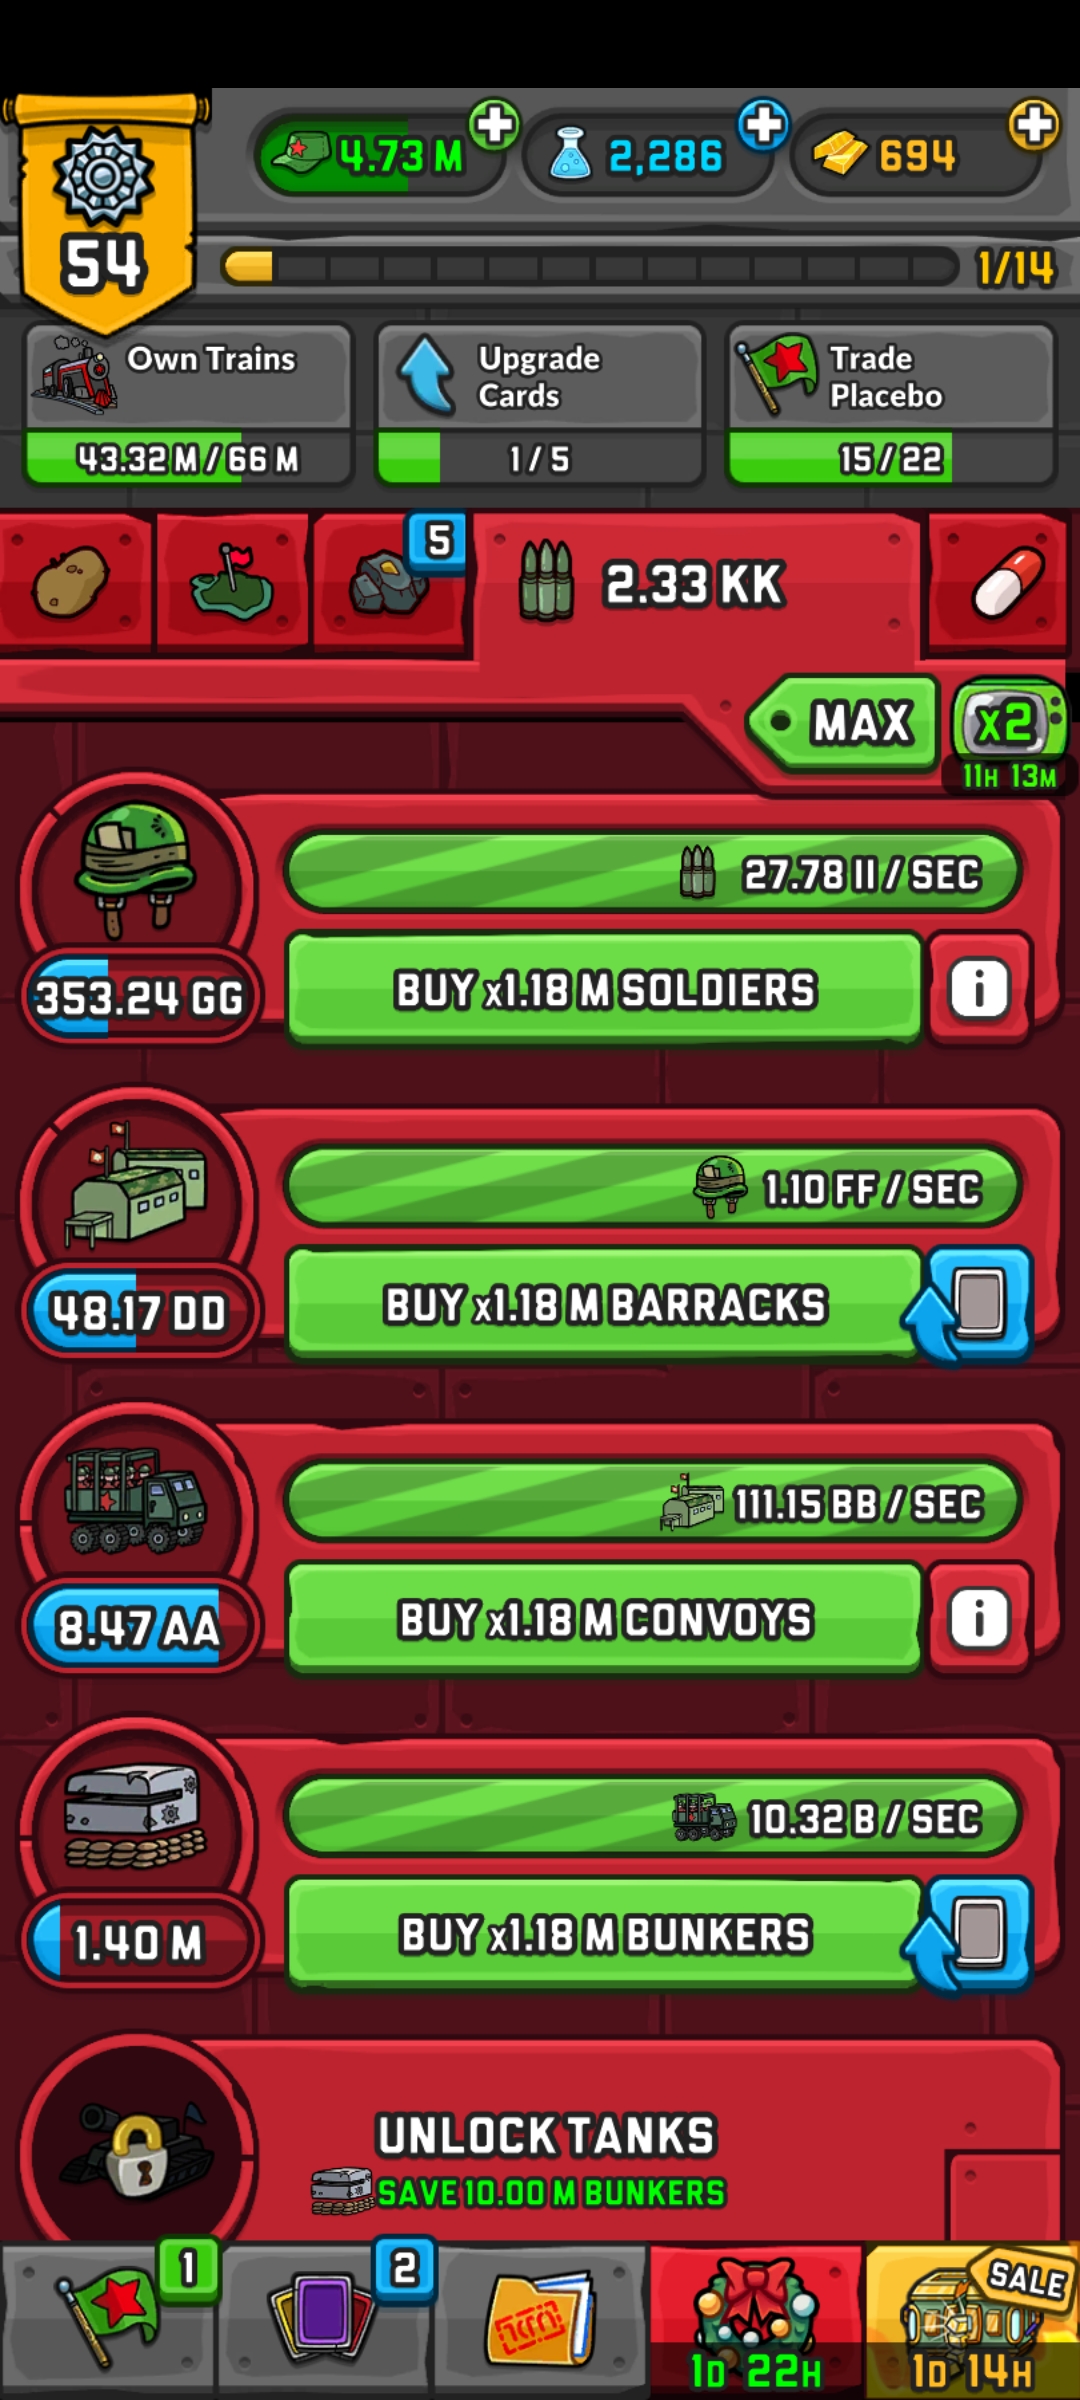 4.73 M
2,286
694
54
1/14
Own Trains
43.32 M / 66 M
Upgrade
Cards
1 / 5
Trade
Placebo
15 / 22
5
2.33 KK
MAX
x2
11H 13M
27.78 II / SEC
353.24 GG
BUY x1.18 M SOLDIERS
i
1.10 FF / SEC
48.17 DD
BUY x1.18 M BARRACKS
111.15 BB / SEC
8.47 AA
BUY x1.18 M CONVOYS
i
10.32 B / SEC
1.40 M
BUY x1.18 M BUNKERS
UNLOCK TANKS
SAVE 10.00 M BUNKERS
1
2
1D 22H
SALE
1D 14H